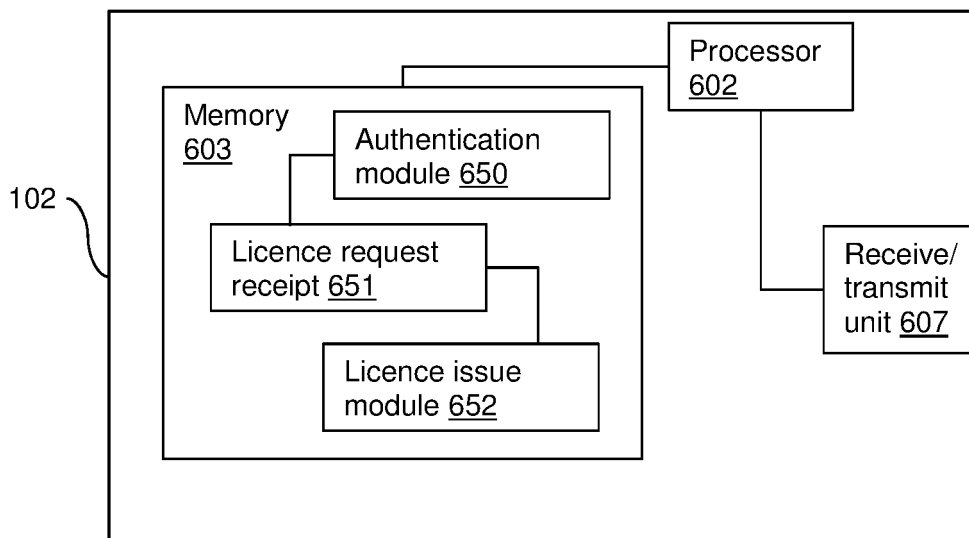 Processor
602
Memory
603
Authentication
module 650
102
Licence request
receipt 651
Receive/
transmit
unit 607
Licence issue
module 652